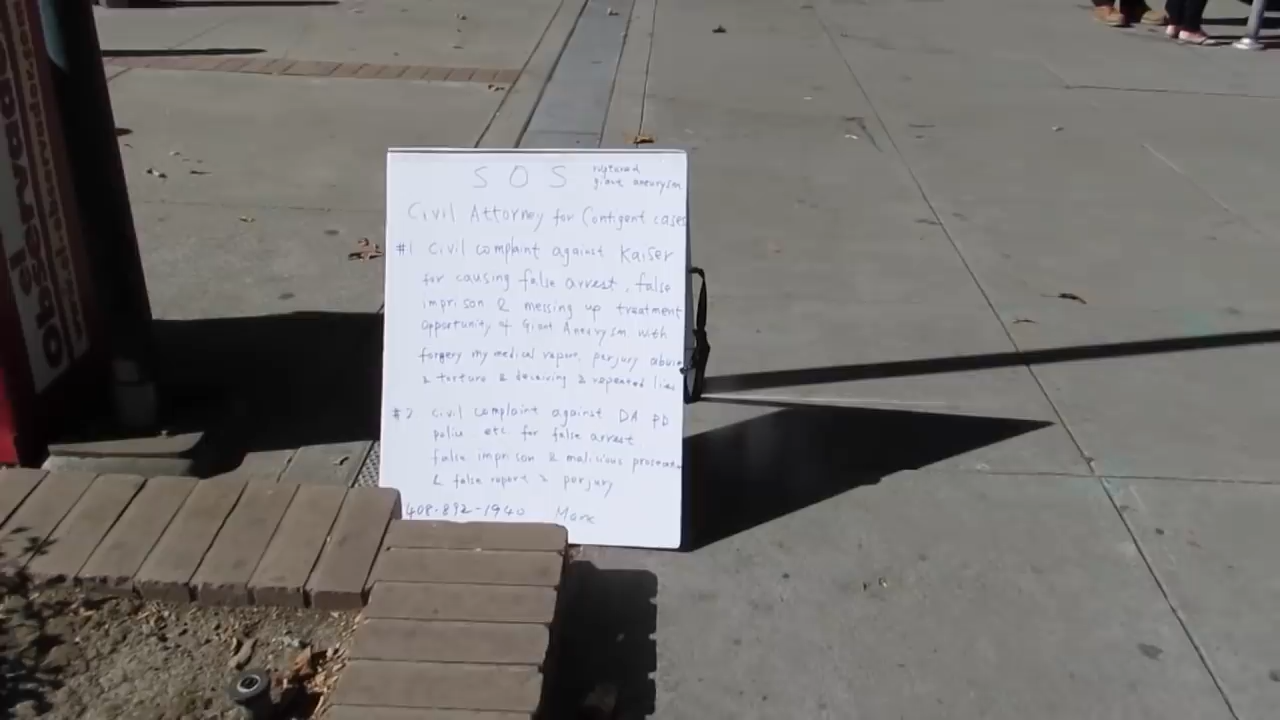 SOS
ruptured
giant aneurysm
Civil Attorney for Contigent cases
#1 Civil complaint against Kaiser
for causing false arrest, false
imprison & messing up treatment
opportunity of Giant Aneurysm with
forgery my medical report, perjury abuse
& torture & deceiving & repeated lies
#2 civil complaint against DA PD
police etc for false arrest
false imprison & malicious prosecution
& false report & perjury
408-892-1940 Marc